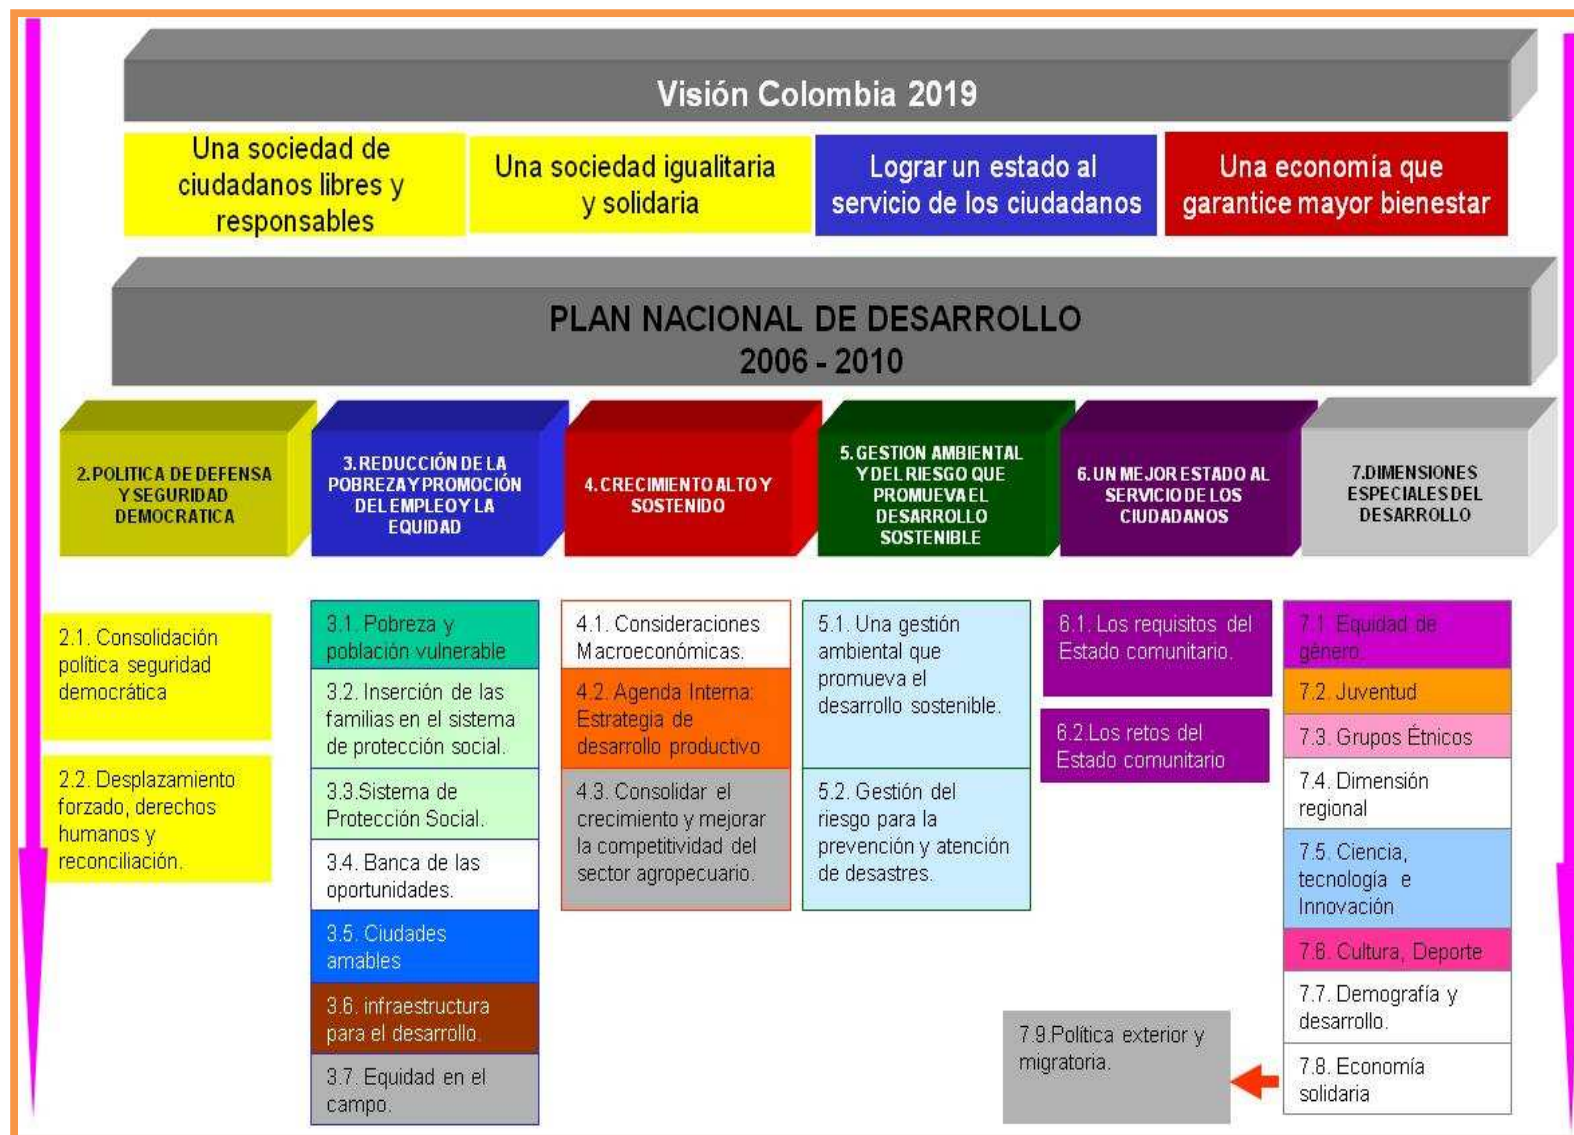 Visión Colombia 2019
Una sociedad de
ciudadanos libres y
responsables
Una sociedad igualitaria
y solidaria
Lograr un estado al
servicio de los ciudadanos
Una economía que
garantice mayor bienestar
PLAN NACIONAL DE DESARROLLO
2006 - 2010
2. POLITICA DE DEFENSA
Y SEGURIDAD
DEMOCRATICA
3. REDUCCIÓN DE LA
POBREZA Y PROMOCIÓN
DEL EMPLEO Y LA
EQUIDAD
4. CRECIMIENTO ALTO Y
SOSTENIDO
5. GESTION AMBIENTAL
Y DEL RIESGO QUE
PROMUEVA EL
DESARROLLO
SOSTENIBLE
6. UN MEJOR ESTADO AL
SERVICIO DE LOS
CIUDADANOS
7. DIMENSIONES
ESPECIALES DEL
DESARROLLO
2.1. Consolidación
política seguridad
democrática
2.2. Desplazamiento
forzado, derechos
humanos y
reconciliación.
3.1. Pobreza y
población vulnerable
3.2. Inserción de las
familias en el sistema
de protección social.
3.3.Sistema de
Protección Social.
3.4. Banca de las
oportunidades.
3.5. Ciudades
amables
3.6. infraestructura
para el desarrollo.
3.7. Equidad en el
campo.
4.1. Consideraciones
Macroeconómicas.
4.2. Agenda Interna:
Estrategia de
desarrollo productivo
4.3. Consolidar el
crecimiento y mejorar
la competitividad del
sector agropecuario.
5.1. Una gestión
ambiental que
promueva el
desarrollo sostenible.
5.2. Gestión del
riesgo para la
prevención y atención
de desastres.
6.1. Los requisitos del
Estado comunitario.
6.2.Los retos del
Estado comunitario
7.1. Equidad de
género.
7.2. Juventud
7.3. Grupos Étnicos
7.4. Dimensión
regional
7.5. Ciencia,
tecnología e
Innovación
7.6. Cultura, Deporte
7.7. Demografía y
desarrollo.
7.8. Economía
solidaria
7.9.Política exterior y
migratoria.